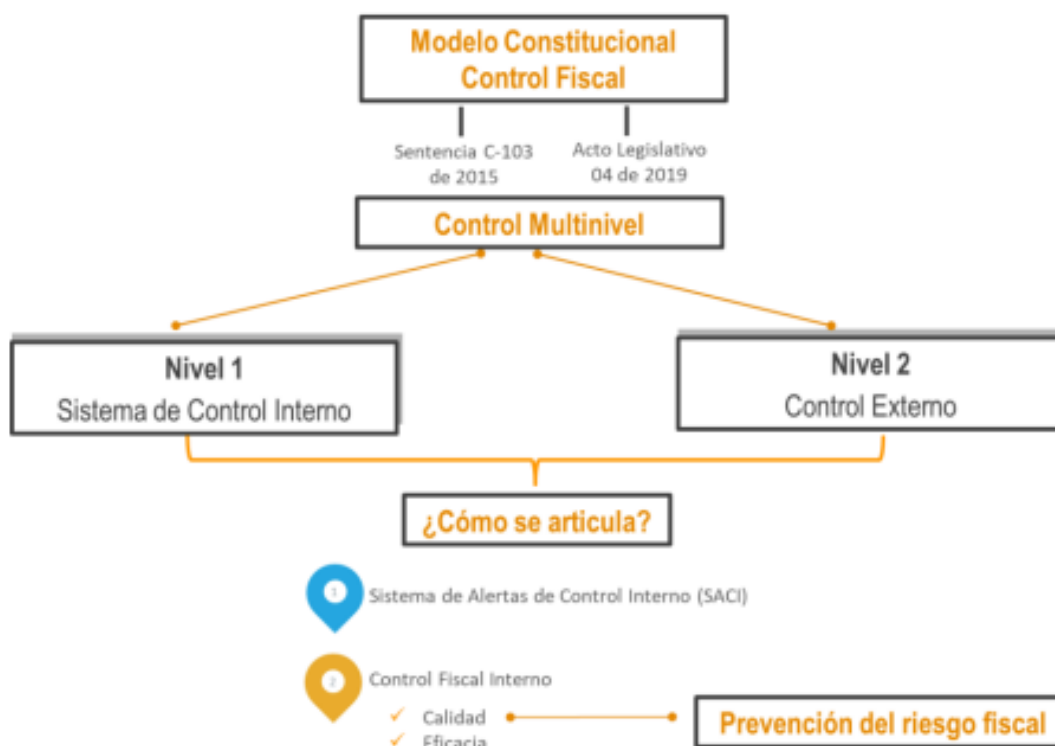 Modelo Constitucional
Control Fiscal
Sentencia C-103
de 2015
Acto Legislativo
04 de 2019
Control Multinivel
Nivel 1
Sistema de Control Interno
Nivel 2
Control Externo
¿Cómo se articula?
1
Sistema de Alertas de Control Interno (SACI)
2
Control Fiscal Interno
Calidad
Eficacia
Prevención del riesgo fiscal